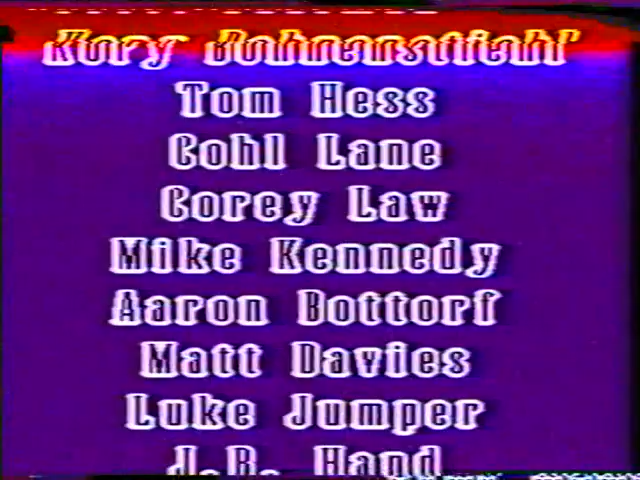 Kory Bohnenstiehl
Tom Hess
Cohl Lane
Corey Law
Mike Kennedy
Aaron Bottorf
Matt Davies
Luke Jumper
J.R. Hand